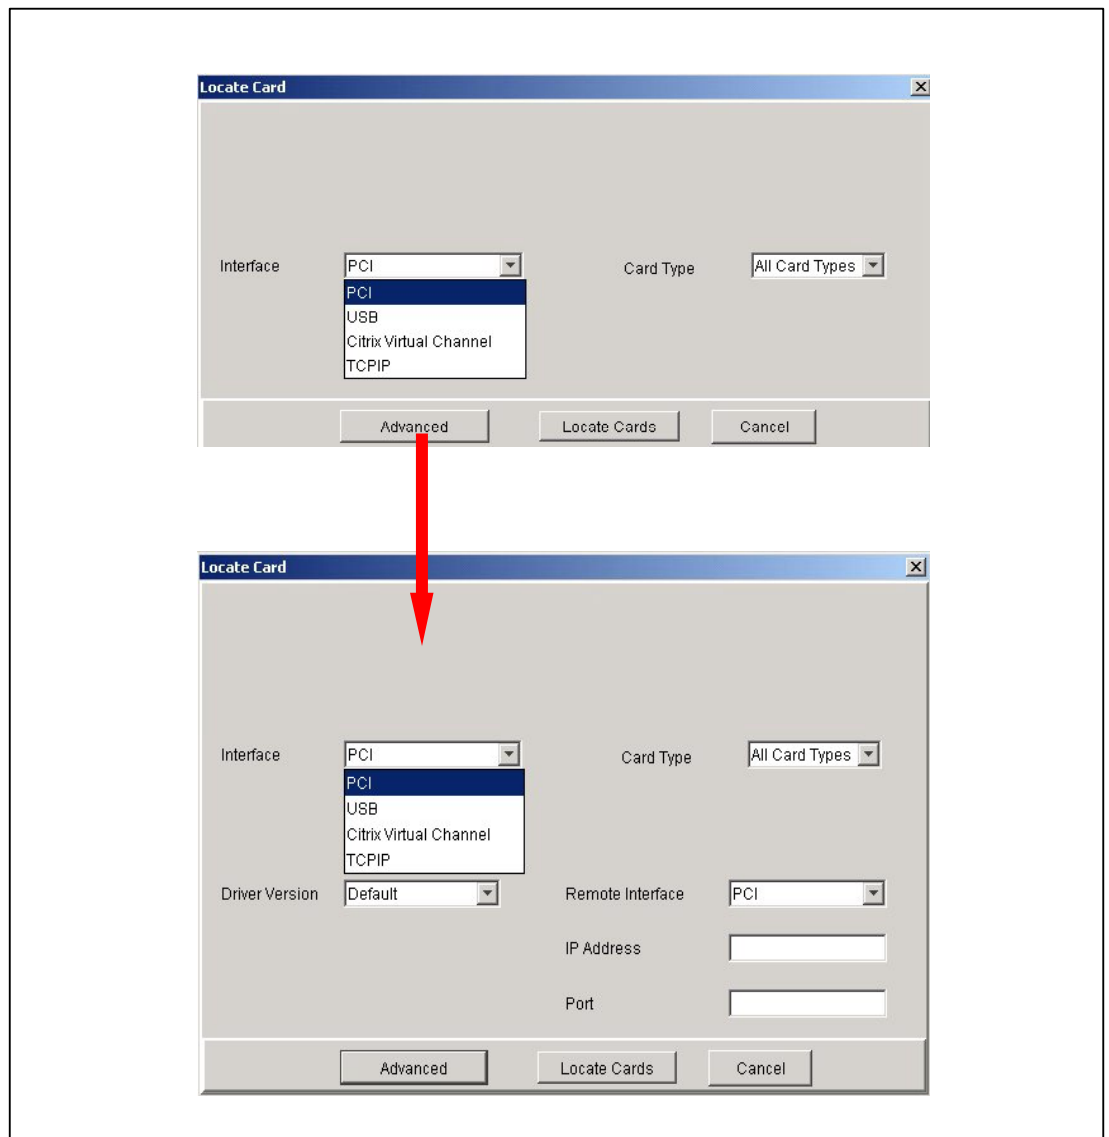 Locate Card
Interface PCI Card Type All Card Types
PCI
USB
Citrix Virtual Channel
TCPIP
Advanced Locate Cards Cancel
Locate Card
Interface PCI Card Type All Card Types
PCI
USB
Citrix Virtual Channel
TCPIP
Driver Version Default Remote Interface PCI
IP Address
Port
Advanced Locate Cards Cancel